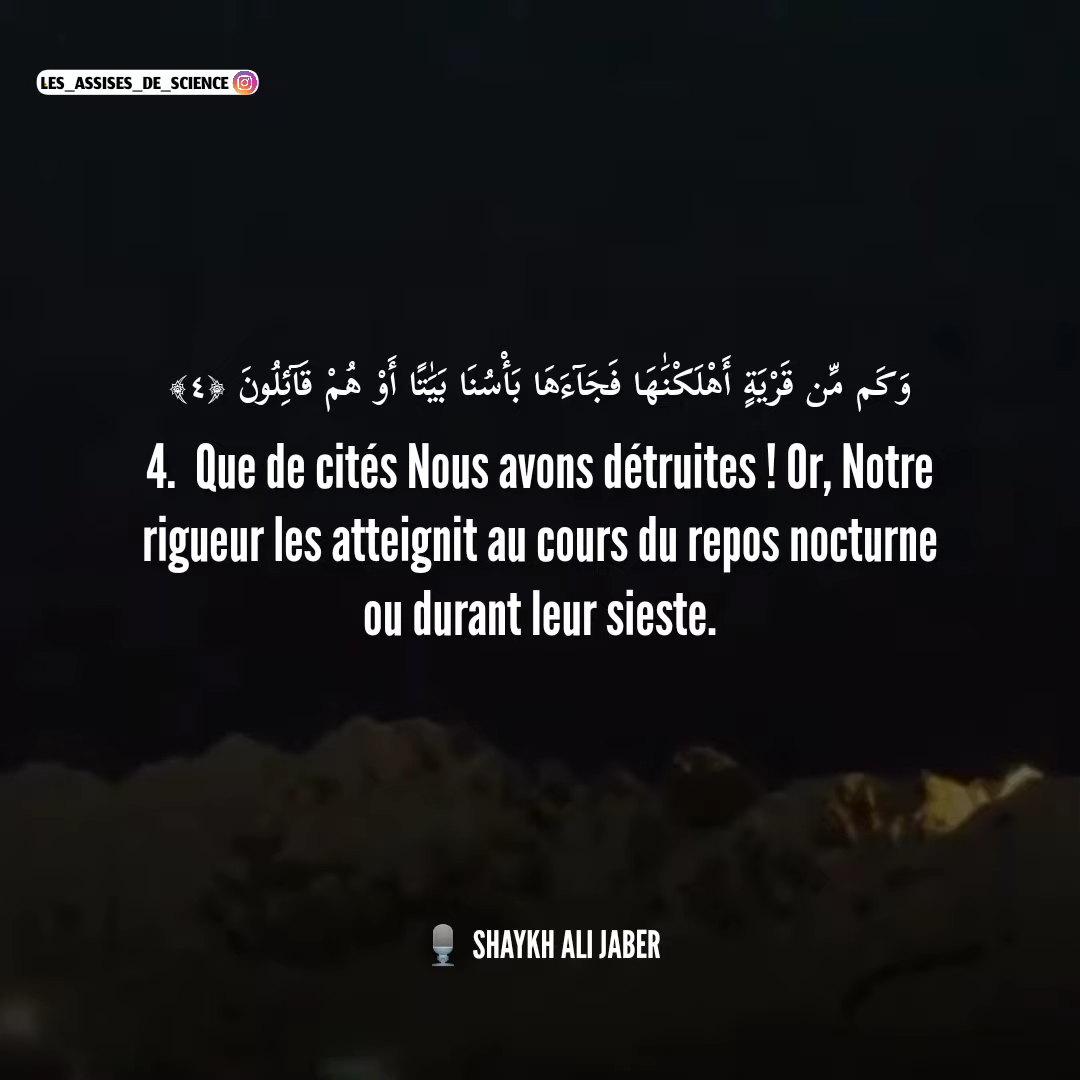 LES_ASSISES_DE_SCIENCE
وَكَم مِّن قَرْيَةٍ أَهْلَكْنَٰهَا فَجَآءَهَا بَأْسُنَا بَيَٰتًا أَوْ هُمْ قَآئِلُونَ ﴿٤﴾
4. Que de cités Nous avons détruites ! Or, Notre
rigueur les atteignit au cours du repos nocturne
ou durant leur sieste.
SHAYKH ALI JABER